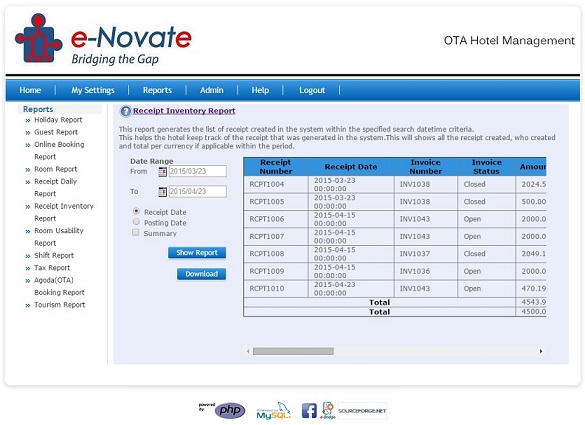 e-Novate
Bridging the Gap
OTA Hotel Management
Home
My Settings
Reports
Admin
Help
Logout
Reports
» Holiday Report
» Guest Report
» Online Booking
Report
» Room Report
» Receipt Daily
Report
» Receipt Inventory
Report
» Room Usability
Report
» Shift Report
» Tax Report
» Agoda(OTA)
Booking Report
» Tourism Report
? Receipt Inventory Report
This report generates the list of receipt created in the system within the specified search datetime criteria.
This helps the hotel keep track of the receipt that was generated in the system.This will shows all the receipt created, who created
and total per currency if applicable within the period.
Date Range
From 2015/03/23
To 2015/04/23
Receipt Date
Posting Date
Summary
Show Report
Download
Receipt Number Receipt Date Invoice Number Invoice Status Amoun
RCPT1004 2015-03-23 00:00:00 INV1038 Closed 2024.5
RCPT1005 2015-03-23 00:00:00 INV1038 Closed 500.00
RCPT1006 2015-04-15 00:00:00 INV1043 Open 2000.0
RCPT1007 2015-04-15 00:00:00 INV1043 Open 2000.0
RCPT1008 2015-04-15 00:00:00 INV1037 Closed 2049.1
RCPT1009 2015-04-15 00:00:00 INV1036 Open 2000.0
RCPT1010 2015-04-23 00:00:00 INV1043 Open 470.19
Total 4543.9
Total 4500.0
powered by php
MySQL
f
e-Bridge
SOURCEFORGE.NET